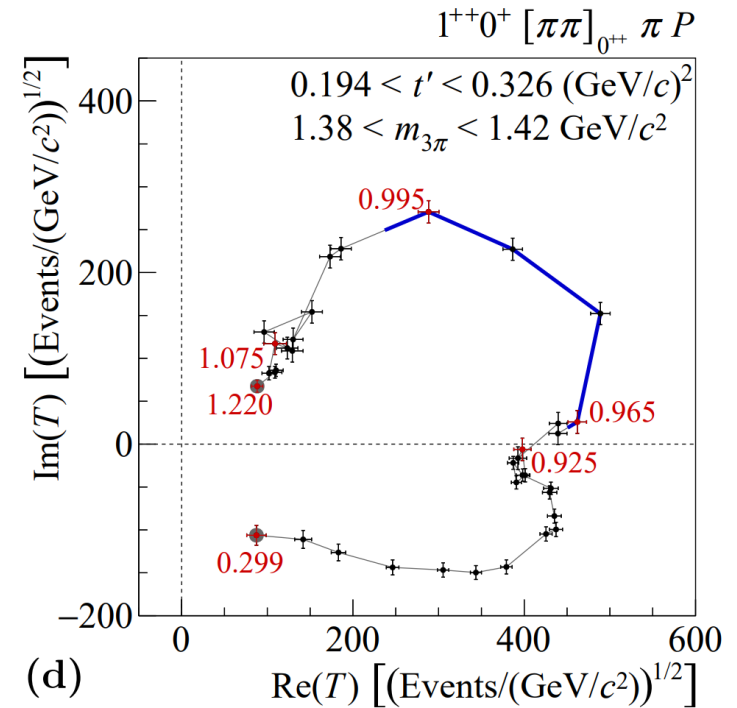 1⁺⁺0⁺ [ππ]₀₊₊ π P
0.194 < t′ < 0.326 (GeV/c)²
1.38 < m₃π < 1.42 GeV/c²
Im(T) [(Events/(GeV/c²))^1/2]
400
200
0
−200
0.995
1.075
1.220
0.965
0.925
0.299
0
200
400
600
(d)
Re(T) [(Events/(GeV/c²))^1/2]